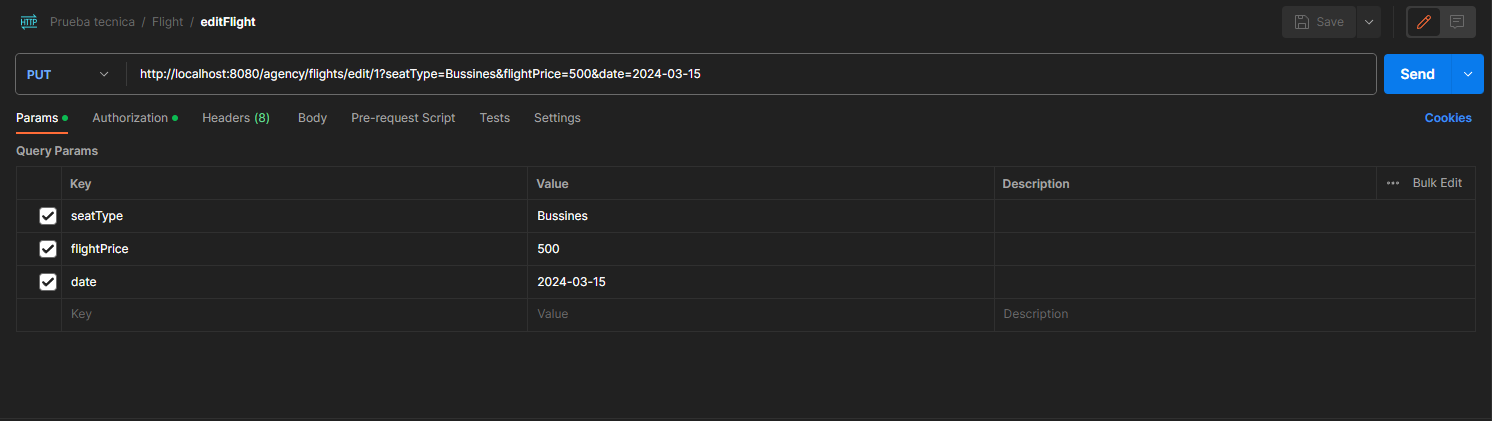 HTTP Prueba tecnica / Flight / editFlight Save
PUT http://localhost:8080/agency/flights/edit/1?seatType=Bussines&flightPrice=500&date=2024-03-15 Send
Params Authorization Headers (8) Body Pre-request Script Tests Settings Cookies
Query Params
Key Value Description ••• Bulk Edit
seatType Bussines
flightPrice 500
date 2024-03-15
Key Value Description